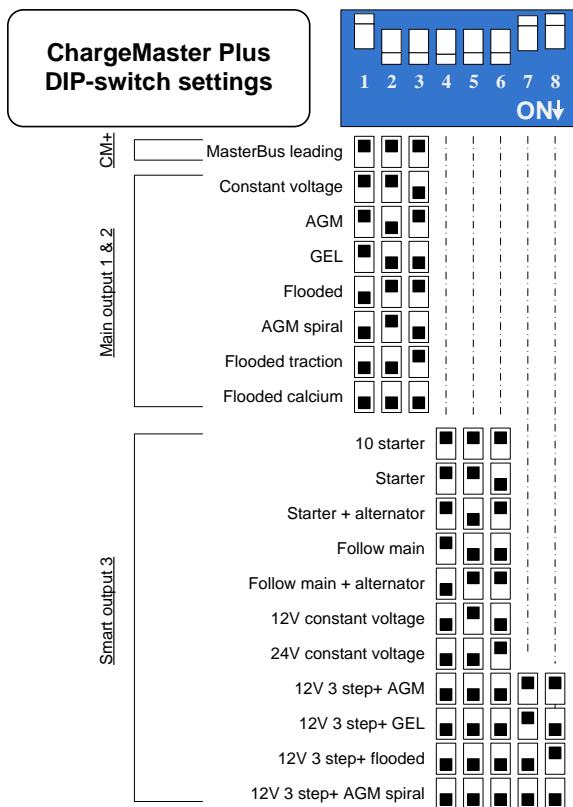 ChargeMaster Plus
DIP-switch settings
1 2 3 4 5 6 7 8
ON
CM+
MasterBus leading
Main output 1 & 2
Constant voltage
AGM
GEL
Flooded
AGM spiral
Flooded traction
Flooded calcium
Smart output 3
10 starter
Starter
Starter + alternator
Follow main
Follow main + alternator
12V constant voltage
24V constant voltage
12V 3 step+ AGM
12V 3 step+ GEL
12V 3 step+ flooded
12V 3 step+ AGM spiral